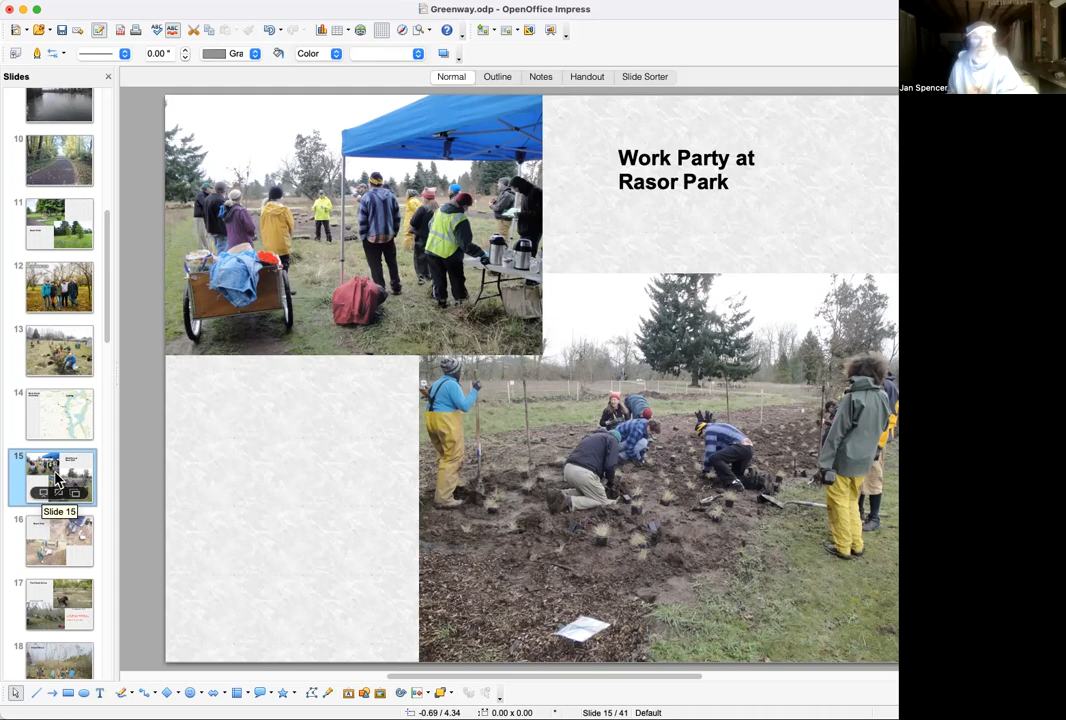 Greenway.odp - OpenOffice Impress
0.00 "
Gra
Color
Slides
Normal
Outline
Notes
Handout
Slide Sorter
Jan Spencer
10
11
12
13
14
15
Slide 15
16
17
18
Work Party at
Rasor Park
-0.69 / 4.34
0.00 x 0.00
*
Slide 15 / 41
Default